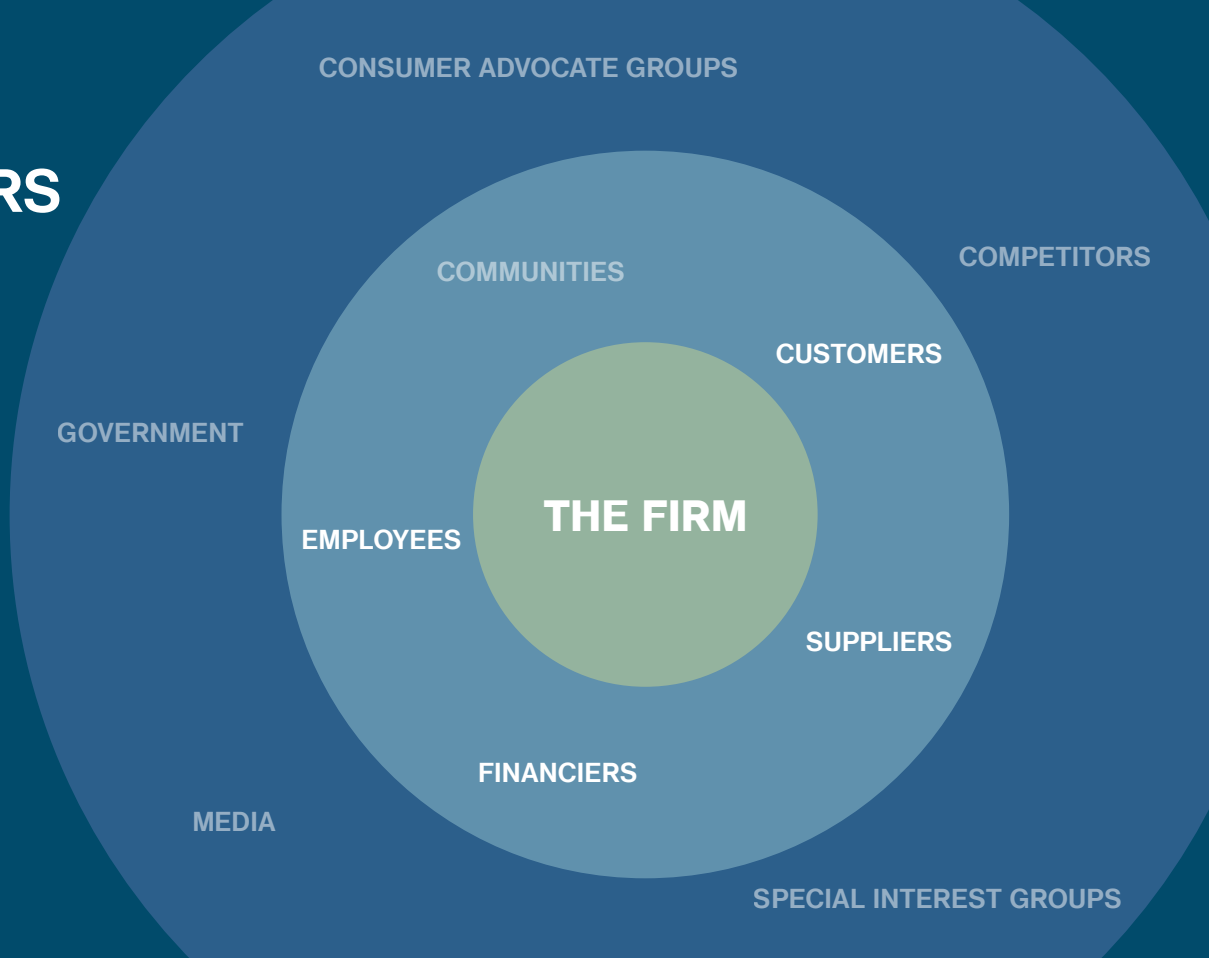 CONSUMER ADVOCATE GROUPS
RS
COMPETITORS
COMMUNITIES
CUSTOMERS
GOVERNMENT
THE FIRM
EMPLOYEES
SUPPLIERS
FINANCIERS
MEDIA
SPECIAL INTEREST GROUPS